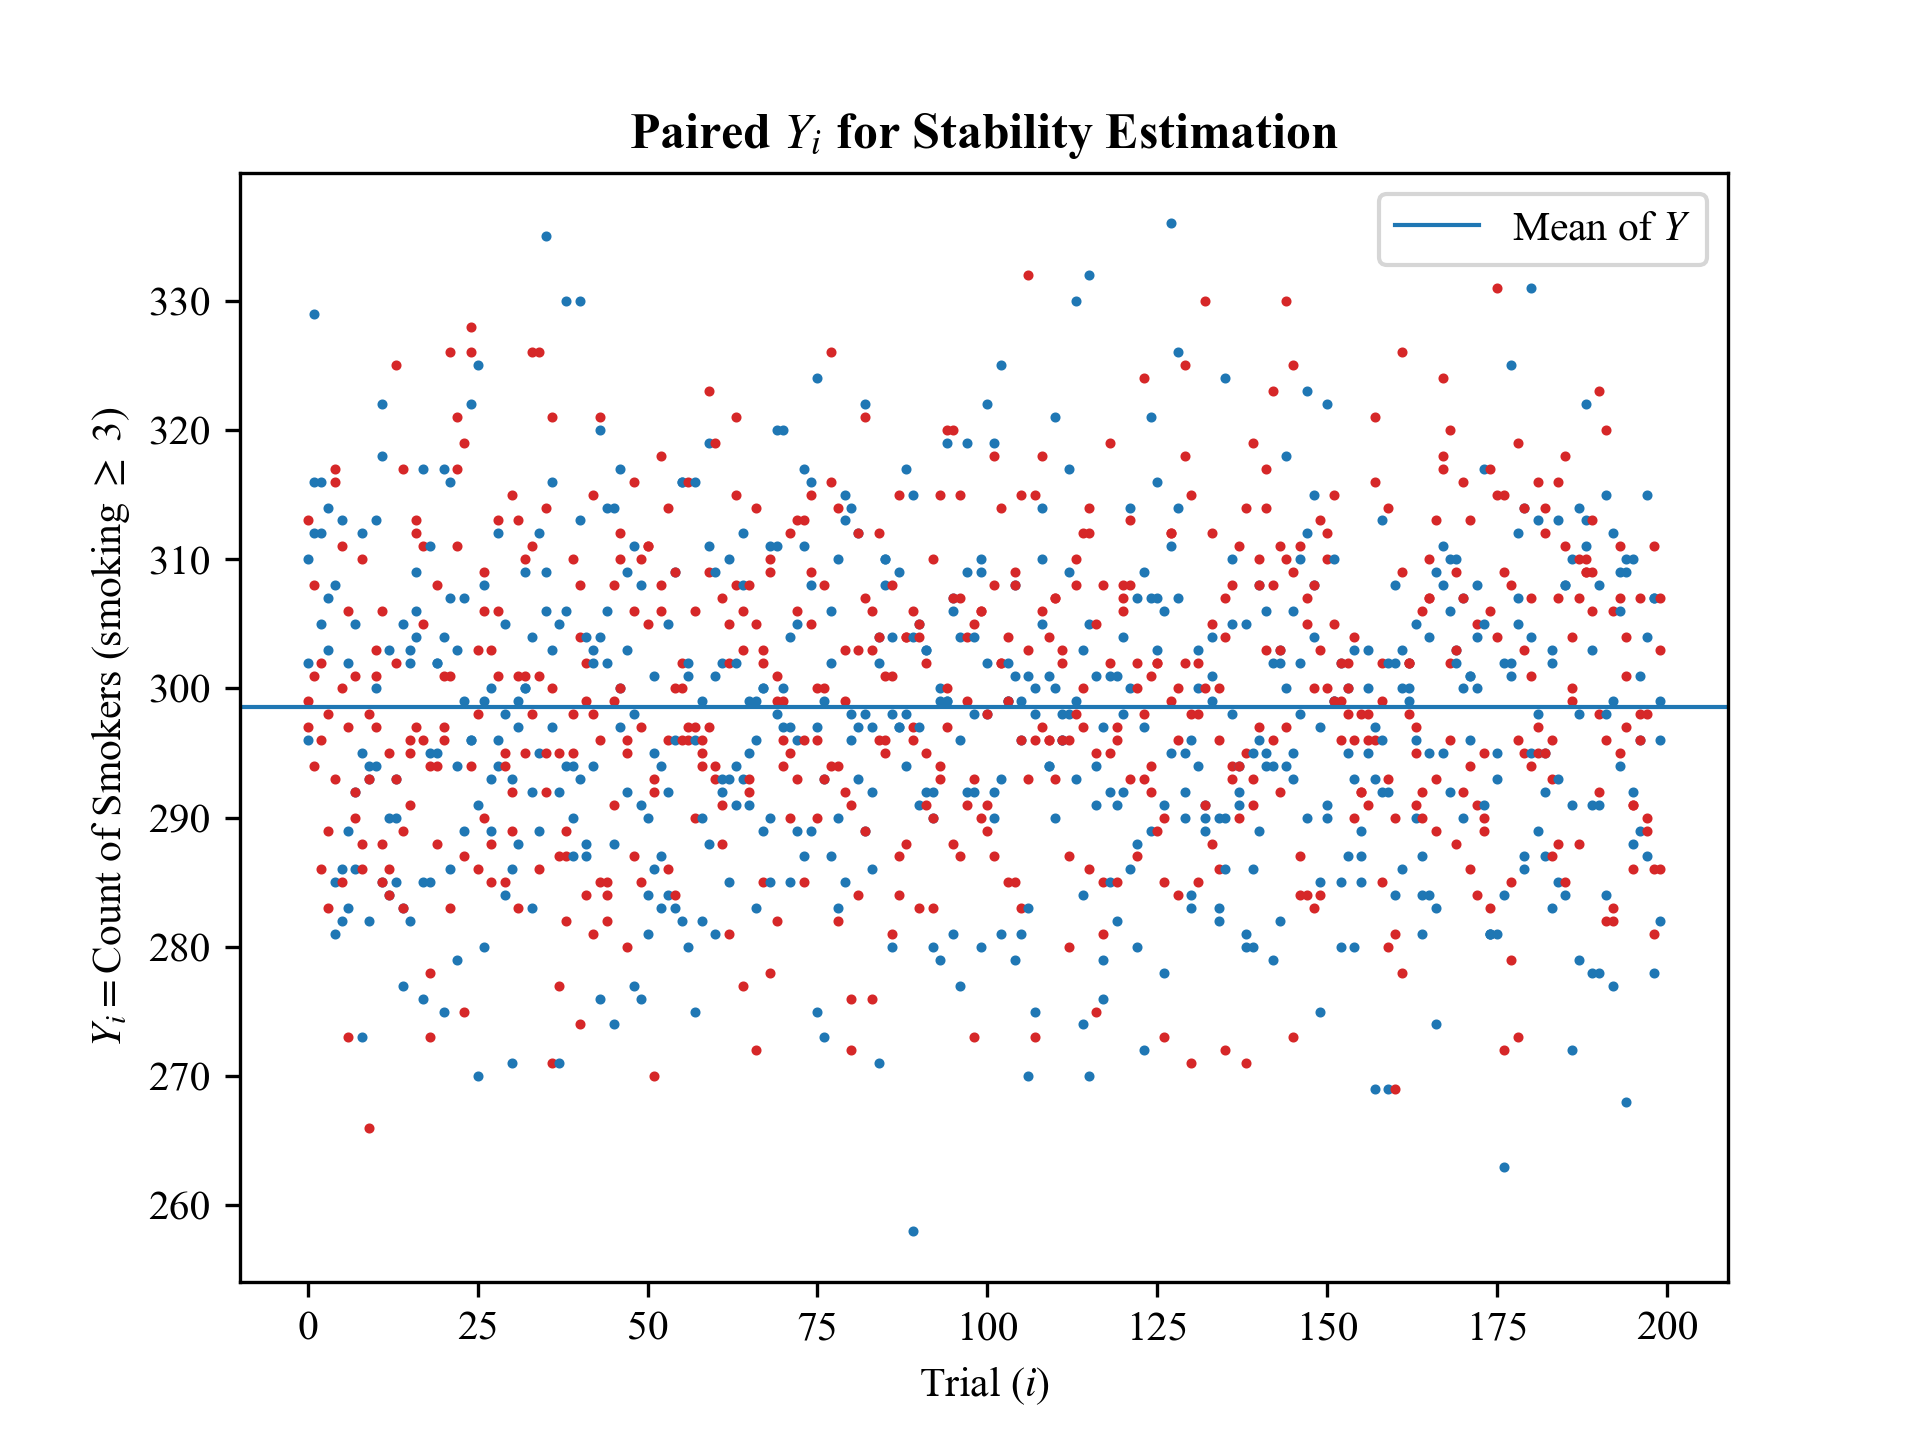 Paired Yᵢ for Stability Estimation
Mean of Y
Yᵢ = Count of Smokers (smoking ≥ 3)
330
320
310
300
290
280
270
260
0 25 50 75 100 125 150 175 200
Trial (i)